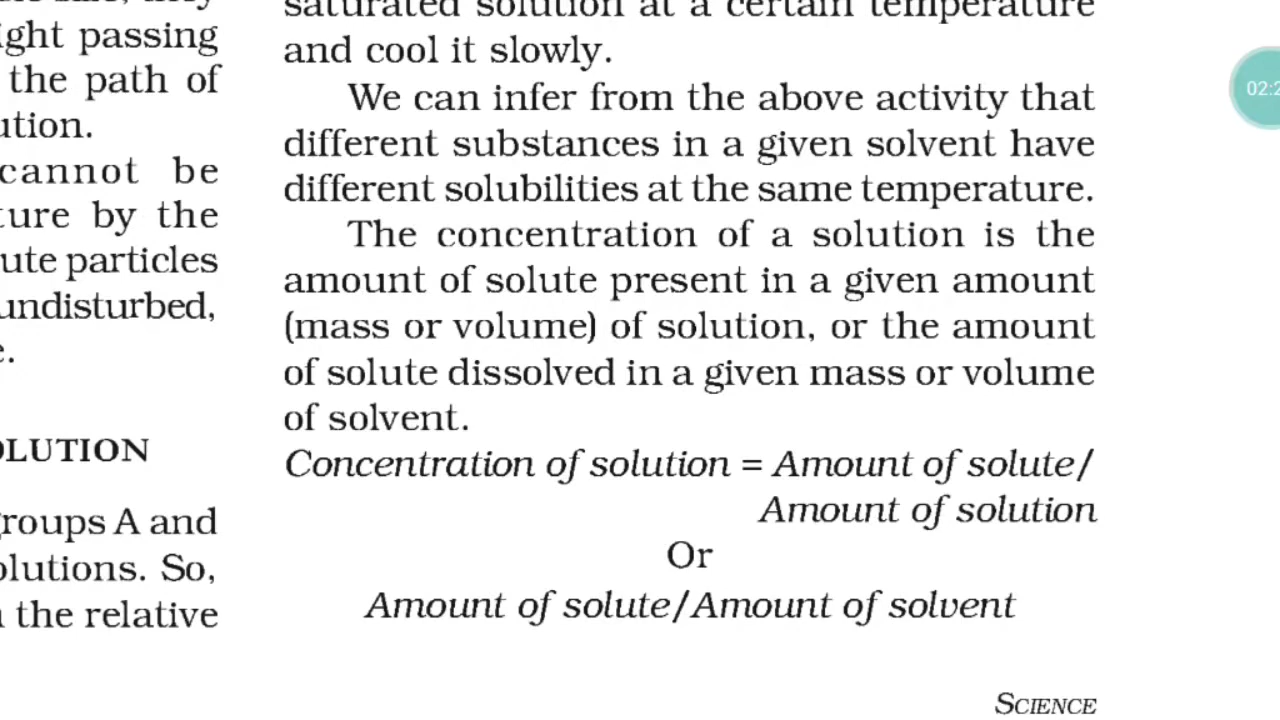 ight passing
the path of
ution.
cannot be
ture by the
ute particles
undisturbed,
e.
OLUTION
groups A and
olutions. So,
the relative
saturated solution at a certain temperature
and cool it slowly.
We can infer from the above activity that
different substances in a given solvent have
different solubilities at the same temperature.
The concentration of a solution is the
amount of solute present in a given amount
(mass or volume) of solution, or the amount
of solute dissolved in a given mass or volume
of solvent.
Concentration of solution = Amount of solute/
Amount of solution
Or
Amount of solute/Amount of solvent
SCIENCE
02:2